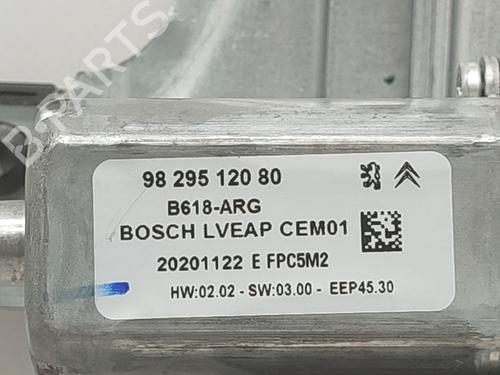 B-PARTS
98 295 120 80
B618-ARG
BOSCH LVEAP CEM01
20201122 E FPC5M2
HW:02.02 - SW:03.00 - EEP45.30